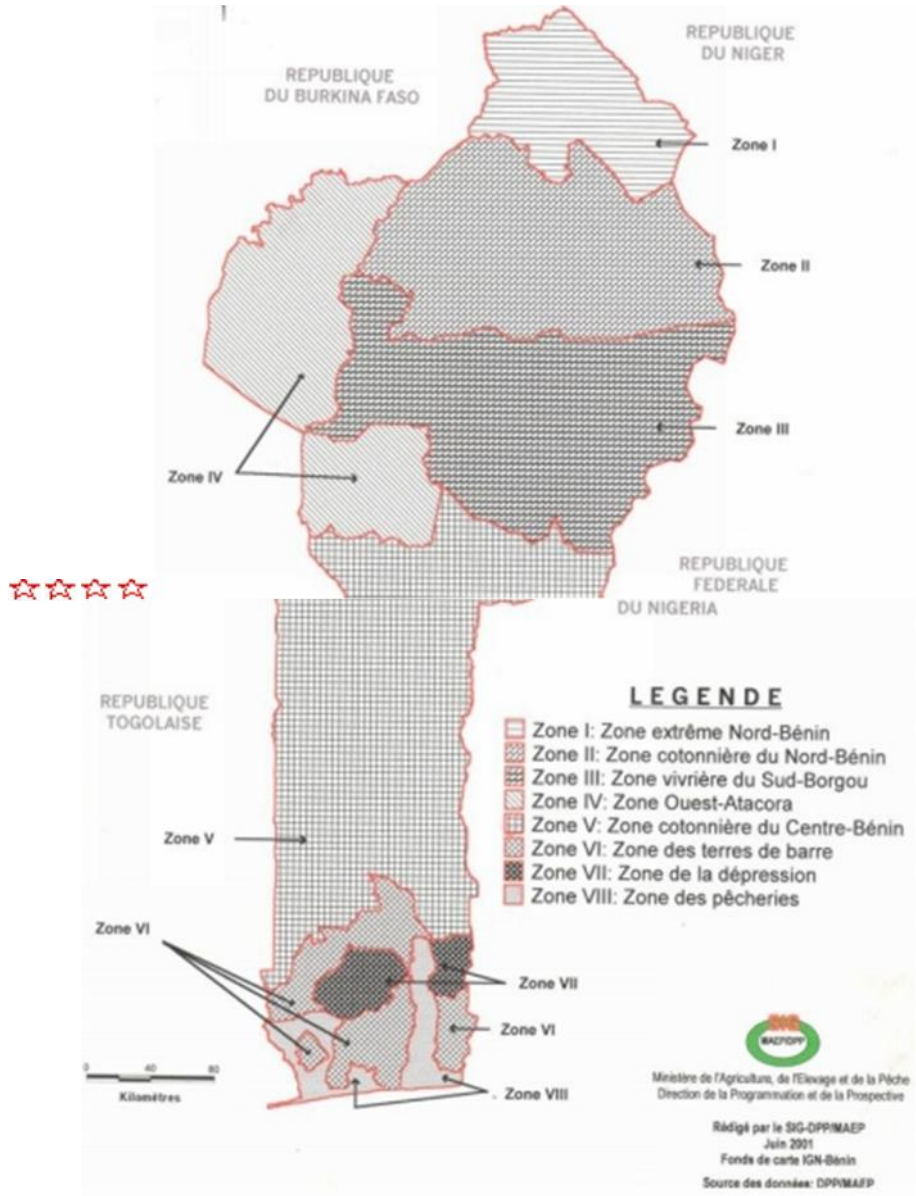 REPUBLIQUE
DU NIGER
REPUBLIQUE
DU BURKINA FASO
Zone I
Zone II
Zone III
Zone IV
REPUBLIQUE
FEDERALE
DU NIGERIA
REPUBLIQUE
TOGOLAISE
LEGENDE
Zone I: Zone extrême Nord-Bénin
Zone II: Zone cotonnière du Nord-Bénin
Zone III: Zone vivrière du Sud-Borgou
Zone IV: Zone Ouest-Atacora
Zone V: Zone cotonnière du Centre-Bénin
Zone VI: Zone des terres de barre
Zone VII: Zone de la dépression
Zone VIII: Zone des pêcheries
Zone V
Zone VI
Zone VII
Zone VI
Zone VIII
0 40 80
Kilomètres
SIG
MAEP/DPP
Ministère de l'Agriculture, de l'Elevage et de la Pêche
Direction de la Programmation et de la Prospective
Rédigé par le SIG-DPP/MAEP
Juin 2001
Fonds de carte IGN-Bénin
Source des données: DPP/MAEP